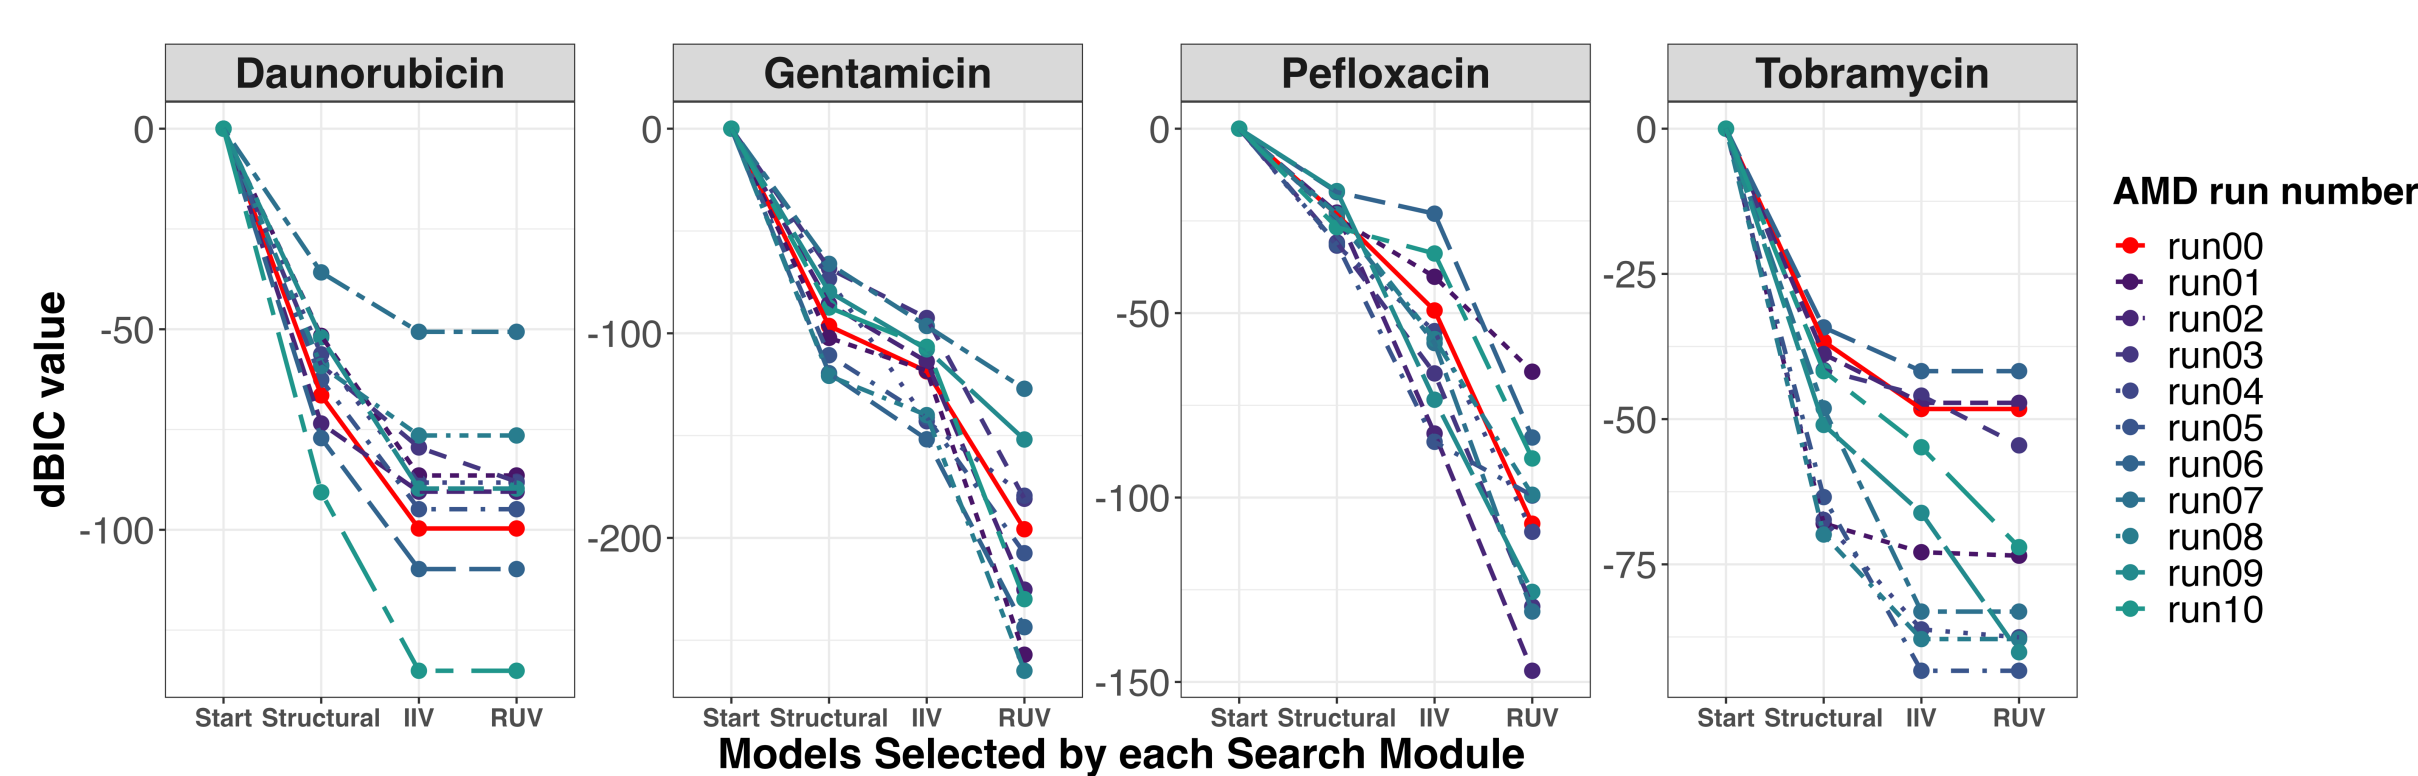 Daunorubicin
Gentamicin
Pefloxacin
Tobramycin
dBIC value
0
-50
-100
0
-100
-200
0
-50
-100
-150
0
-25
-50
-75
Start Structural IIV RUV
Start Structural IIV RUV
Start Structural IIV RUV
Start Structural IIV RUV
Models Selected by each Search Module
AMD run number
run00
run01
run02
run03
run04
run05
run06
run07
run08
run09
run10